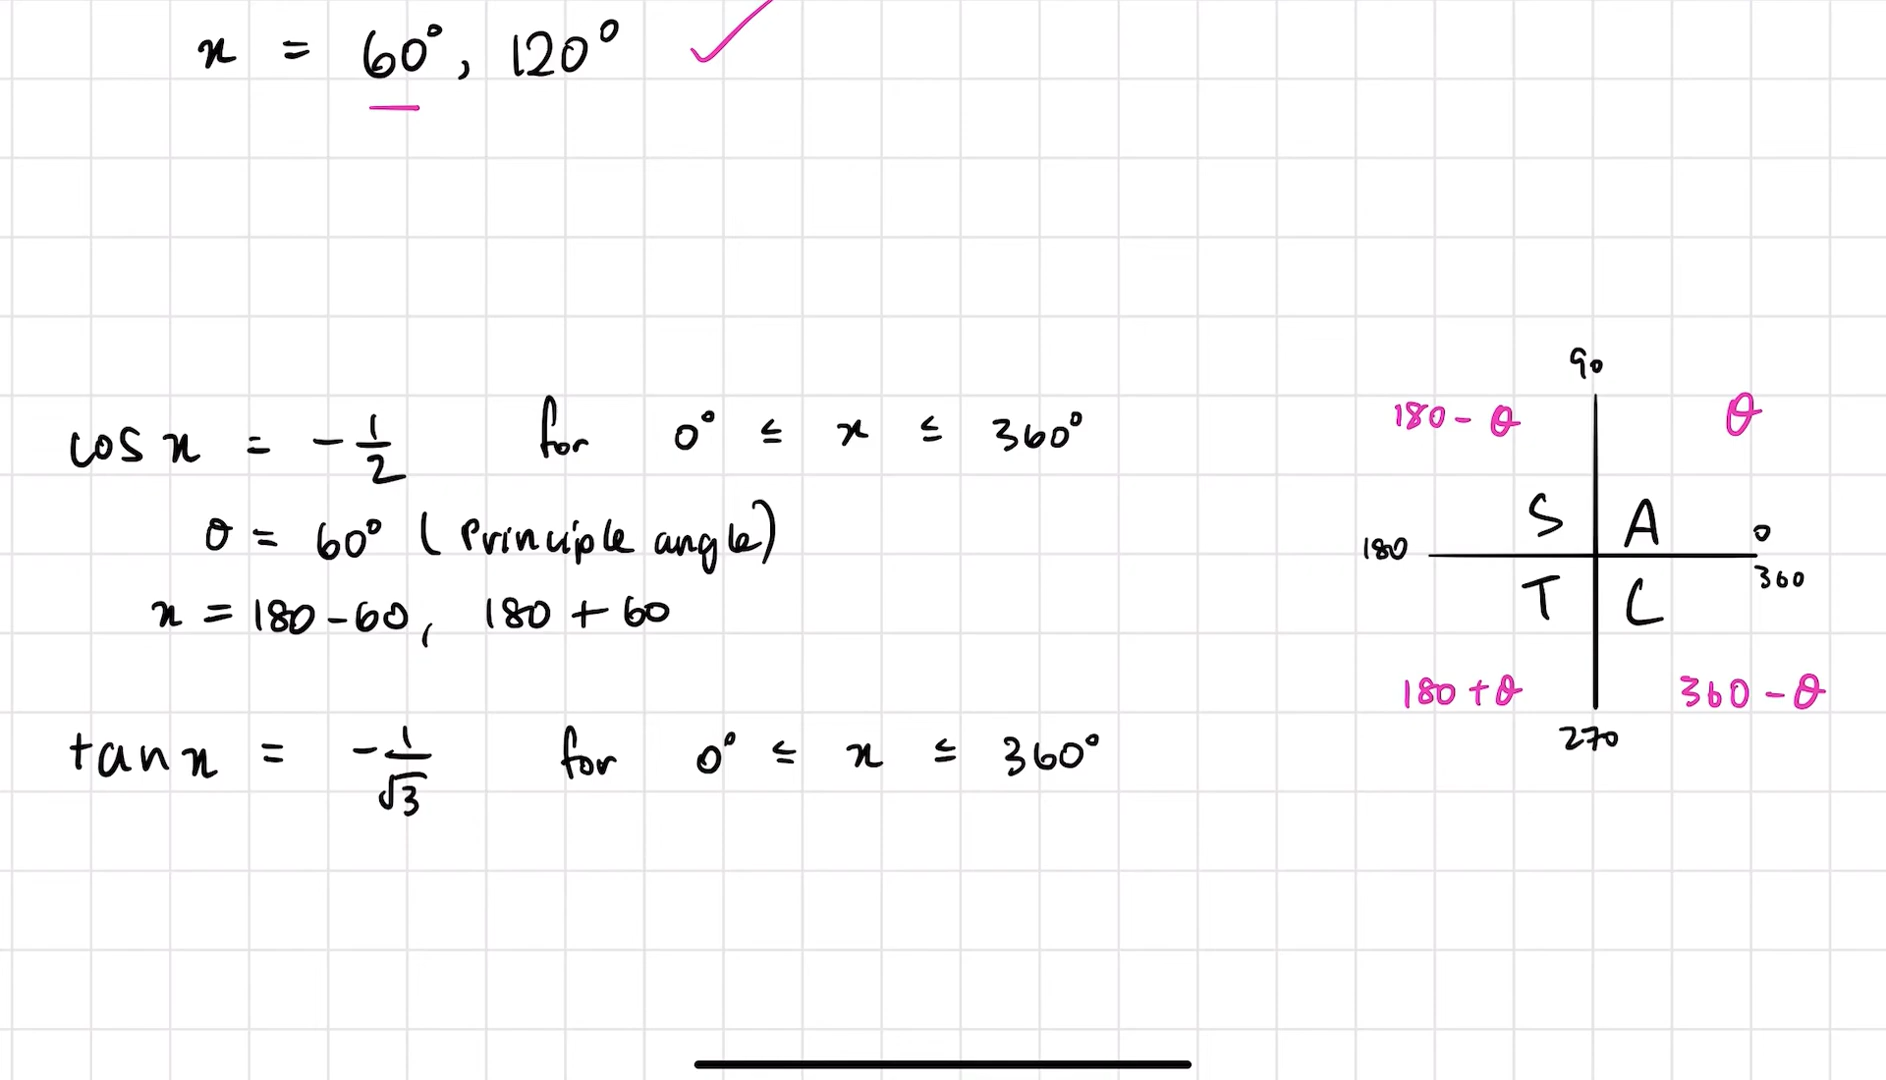 x = 60°, 120° ✓
cos x = -1/2 for 0° ≤ x ≤ 360°
θ = 60° (Principle angle)
x = 180-60, 180+60
tan x = -1/√3 for 0° ≤ x ≤ 360°
90
180-θ θ
S A
180 0
360
T C
180+θ 360-θ
270